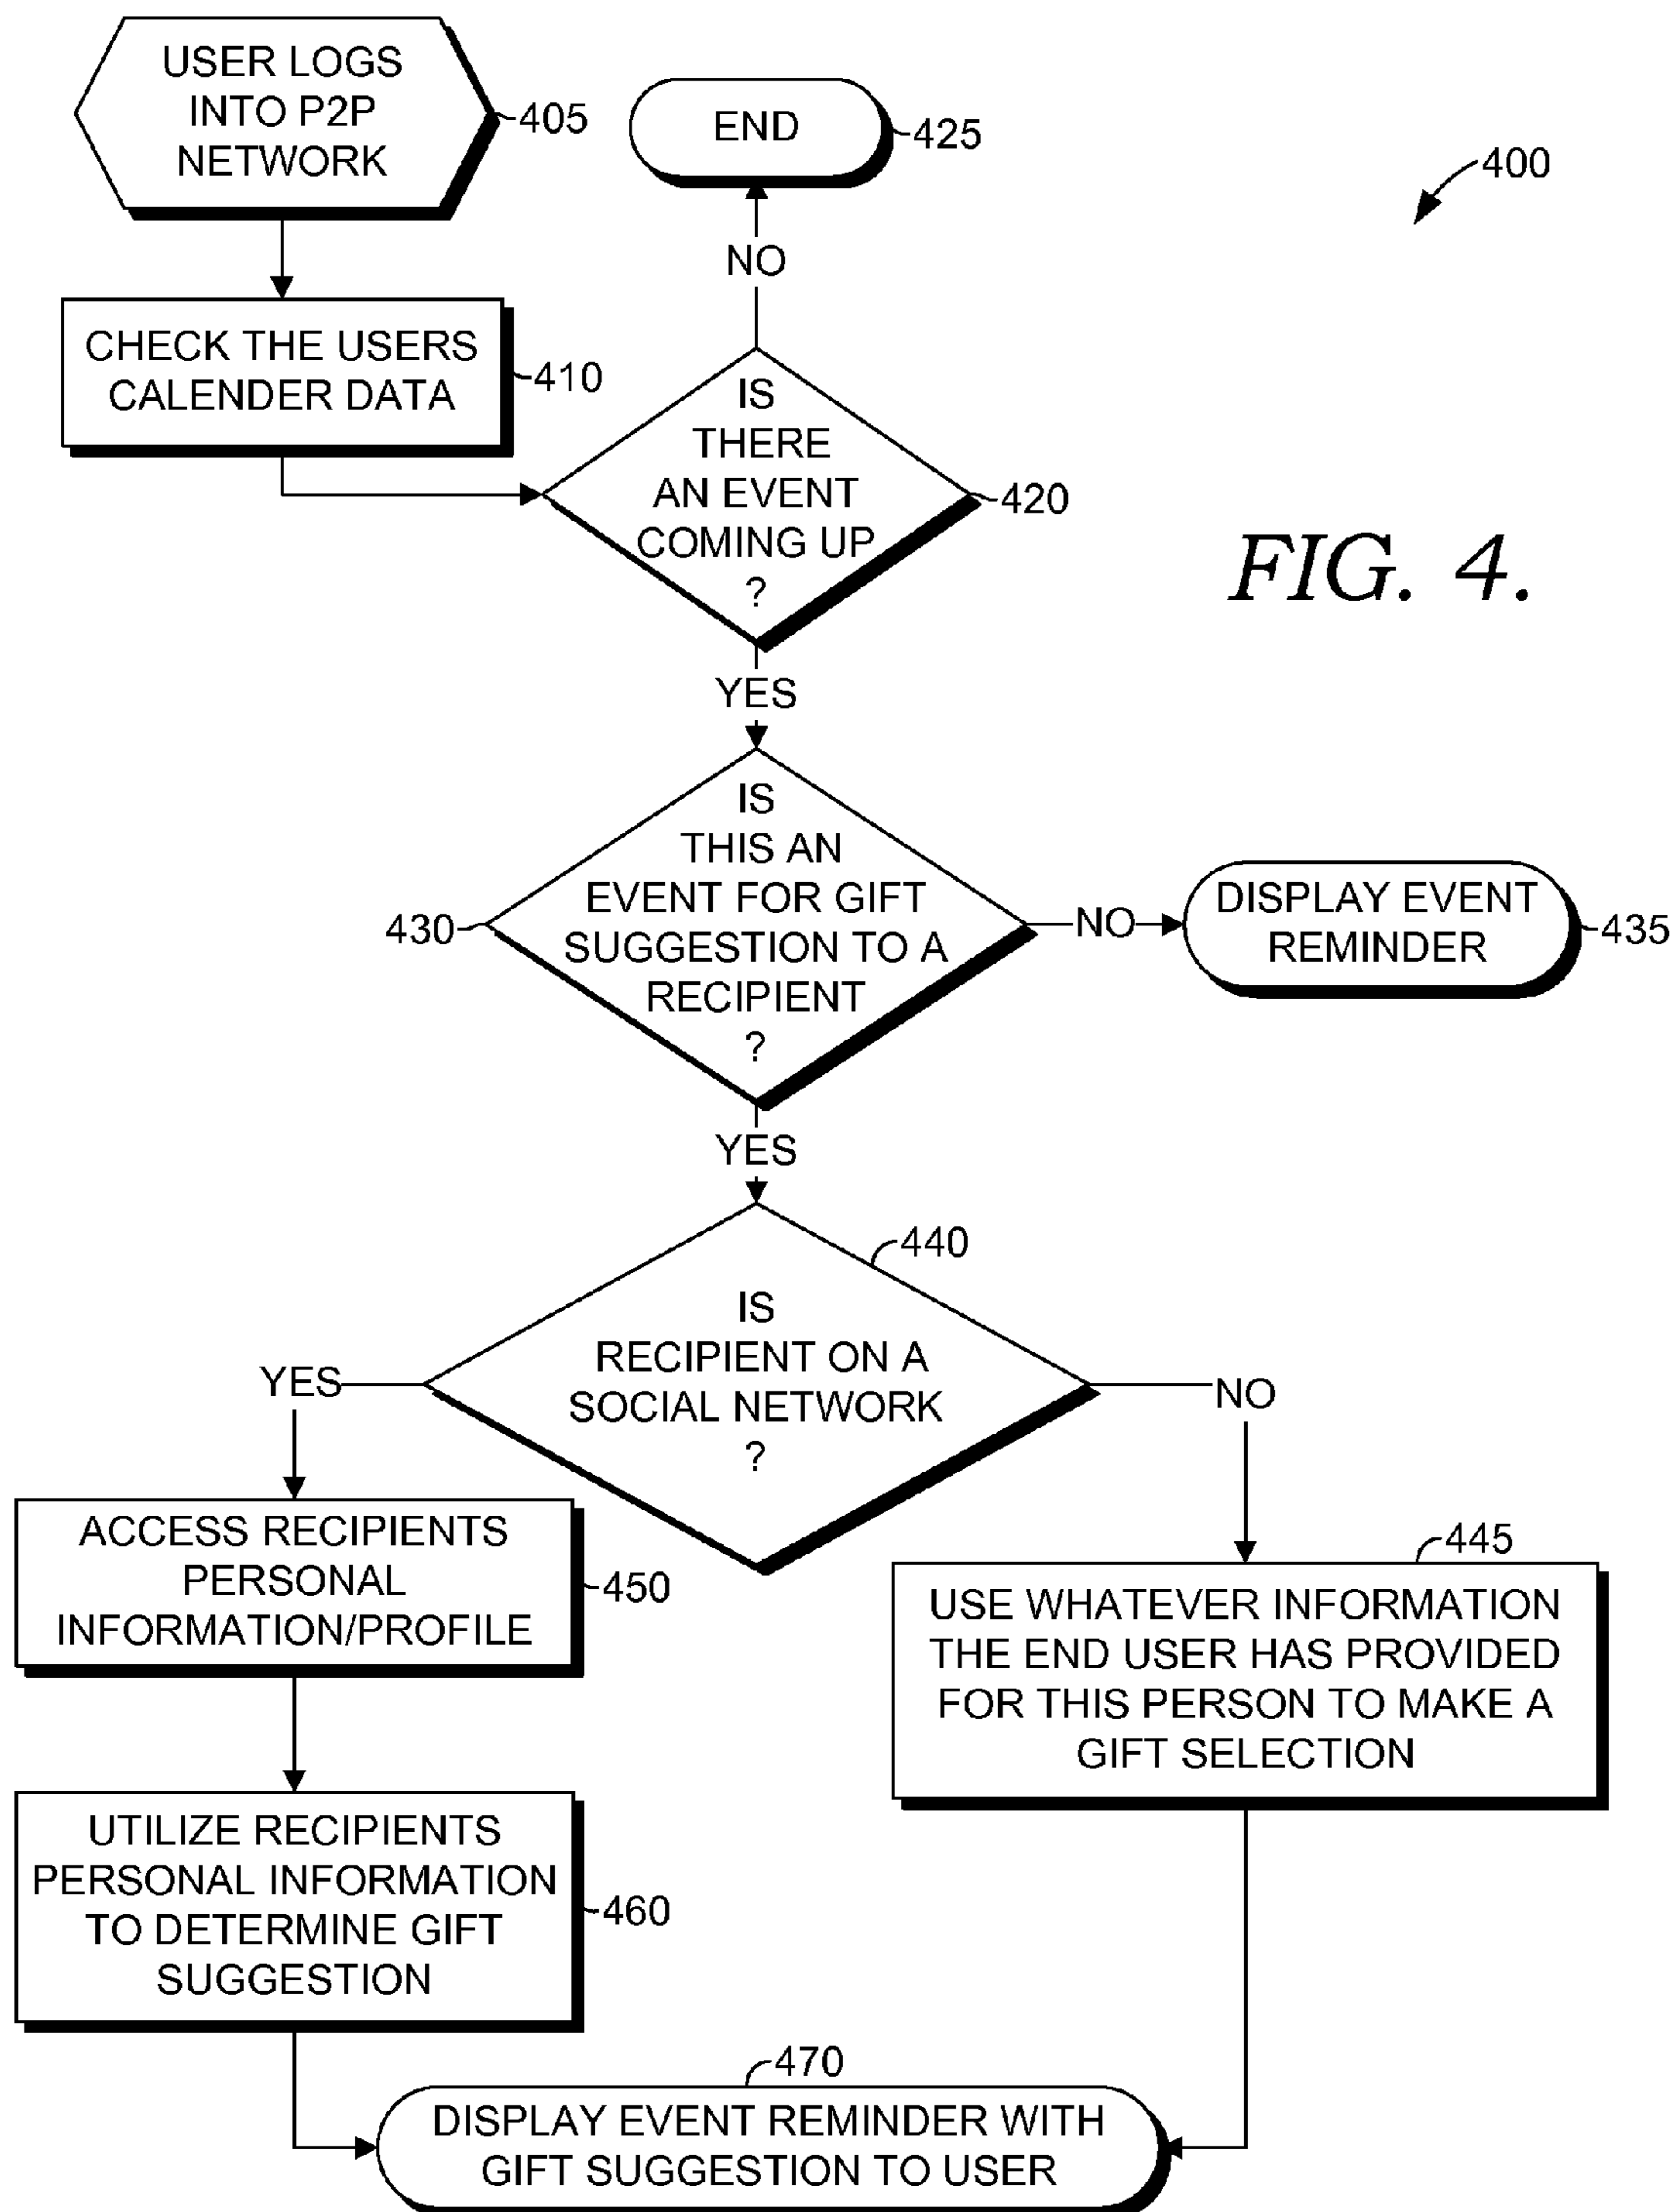 USER LOGS
INTO P2P
NETWORK
405
END
425
400
NO
CHECK THE USERS
CALENDER DATA
410
IS
THERE
AN EVENT
COMING UP
?
420
FIG. 4.
YES
IS
THIS AN
EVENT FOR GIFT
SUGGESTION TO A
RECIPIENT
?
430
NO
DISPLAY EVENT
REMINDER
435
YES
440
IS
RECIPIENT ON A
SOCIAL NETWORK
?
YES
NO
ACCESS RECIPIENTS
PERSONAL
INFORMATION/PROFILE
450
445
USE WHATEVER INFORMATION
THE END USER HAS PROVIDED
FOR THIS PERSON TO MAKE A
GIFT SELECTION
UTILIZE RECIPIENTS
PERSONAL INFORMATION
TO DETERMINE GIFT
SUGGESTION
460
470
DISPLAY EVENT REMINDER WITH
GIFT SUGGESTION TO USER